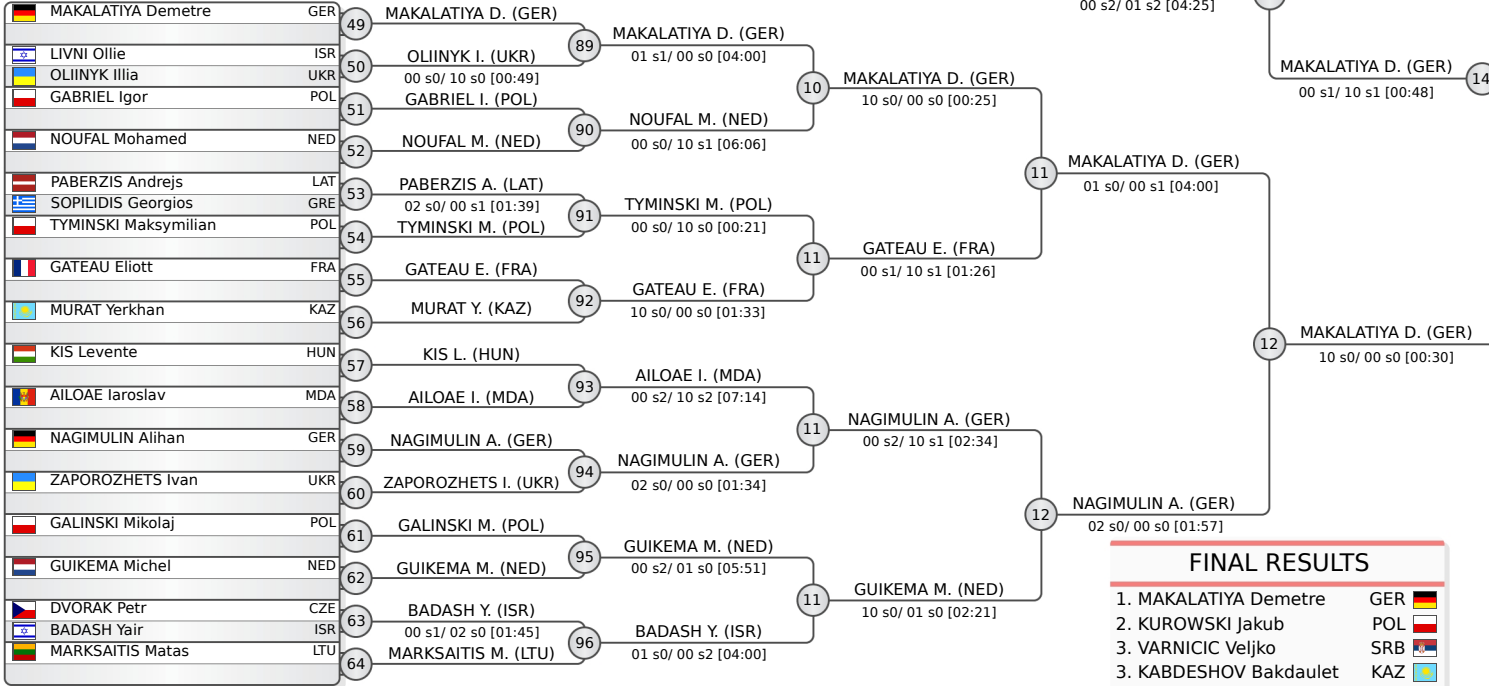 00 s2/ 01 s2 [04:25]
MAKALATIYA D. (GER)
00 s1/ 10 s1 [00:48]
14
MAKALATIYA Demetre GER
LIVNI Ollie ISR
OLIINYK Illia UKR
GABRIEL Igor POL
NOUFAL Mohamed NED
PABERZIS Andrejs LAT
SOPILIDIS Georgios GRE
TYMINSKI Maksymilian POL
GATEAU Eliott FRA
MURAT Yerkhan KAZ
KIS Levente HUN
AILOAE Iaroslav MDA
NAGIMULIN Alihan GER
ZAPOROZHETS Ivan UKR
GALINSKI Mikolaj POL
GUIKEMA Michel NED
DVORAK Petr CZE
BADASH Yair ISR
MARKSAITIS Matas LTU
49
50
51
52
53
54
55
56
57
58
59
60
61
62
63
64
MAKALATIYA D. (GER)
OLIINYK I. (UKR)
00 s0/ 10 s0 [00:49]
GABRIEL I. (POL)
NOUFAL M. (NED)
PABERZIS A. (LAT)
02 s0/ 00 s1 [01:39]
TYMINSKI M. (POL)
GATEAU E. (FRA)
MURAT Y. (KAZ)
KIS L. (HUN)
AILOAE I. (MDA)
NAGIMULIN A. (GER)
ZAPOROZHETS I. (UKR)
GALINSKI M. (POL)
GUIKEMA M. (NED)
BADASH Y. (ISR)
00 s1/ 02 s0 [01:45]
MARKSAITIS M. (LTU)
89
90
91
92
93
94
95
96
MAKALATIYA D. (GER)
01 s1/ 00 s0 [04:00]
NOUFAL M. (NED)
00 s0/ 10 s1 [06:06]
TYMINSKI M. (POL)
00 s0/ 10 s0 [00:21]
GATEAU E. (FRA)
10 s0/ 00 s0 [01:33]
AILOAE I. (MDA)
00 s2/ 10 s2 [07:14]
NAGIMULIN A. (GER)
02 s0/ 00 s0 [01:34]
GUIKEMA M. (NED)
00 s2/ 01 s0 [05:51]
BADASH Y. (ISR)
01 s0/ 00 s2 [04:00]
10
11
11
11
MAKALATIYA D. (GER)
10 s0/ 00 s0 [00:25]
GATEAU E. (FRA)
00 s1/ 10 s1 [01:26]
NAGIMULIN A. (GER)
00 s2/ 10 s1 [02:34]
GUIKEMA M. (NED)
10 s0/ 01 s0 [02:21]
11
12
MAKALATIYA D. (GER)
01 s0/ 00 s1 [04:00]
NAGIMULIN A. (GER)
02 s0/ 00 s0 [01:57]
12
MAKALATIYA D. (GER)
10 s0/ 00 s0 [00:30]
FINAL RESULTS
1. MAKALATIYA Demetre GER
2. KUROWSKI Jakub POL
3. VARNICIC Veljko SRB
3. KABDESHOV Bakdaulet KAZ